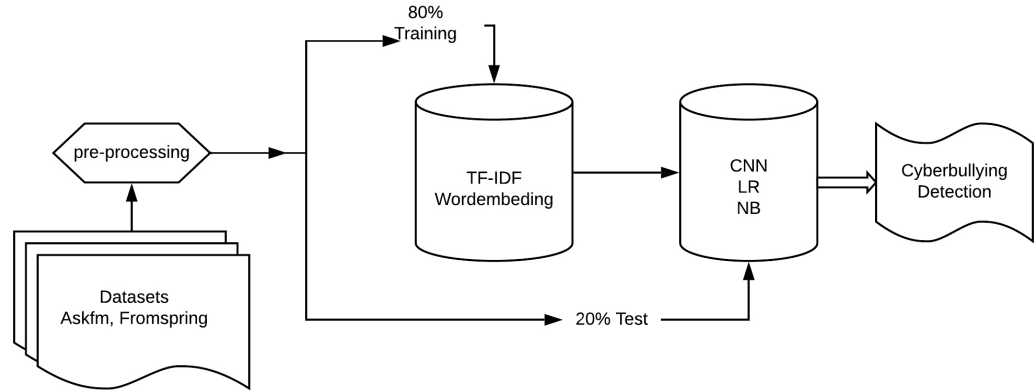 80%
Training
pre-processing
TF-IDF
Wordembeding
CNN
LR
NB
Cyberbullying
Detection
Datasets
Askfm, Fromspring
20% Test